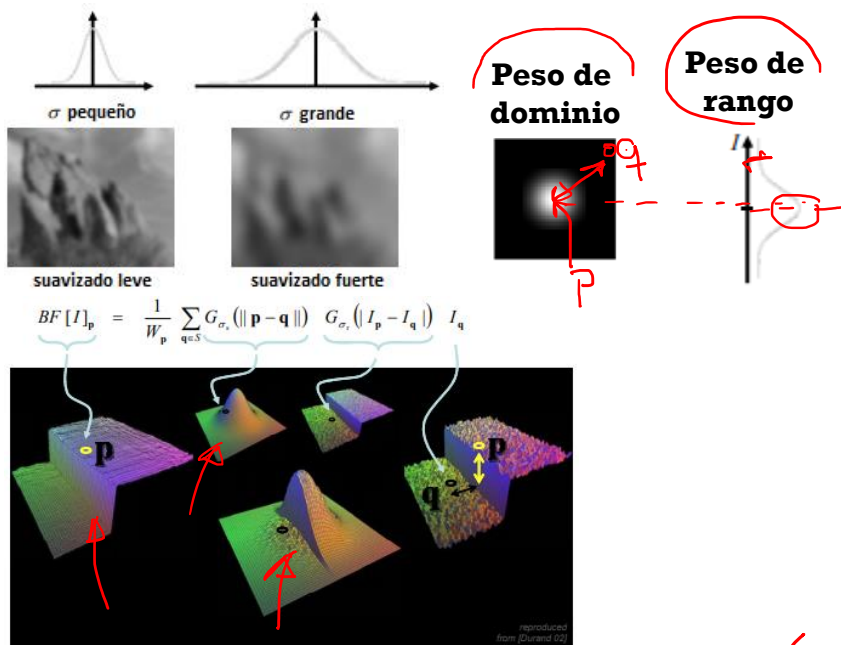 σ pequeño
σ grande
suavizado leve
suavizado fuerte
Peso de
dominio
Peso de
rango
I
q
p
BF [I]p = 1/Wp ∑q∈S Gσs(|| p − q ||) Gσr(| Ip − Iq |) Iq
p
p
q
reproduced
from [Durand 02]